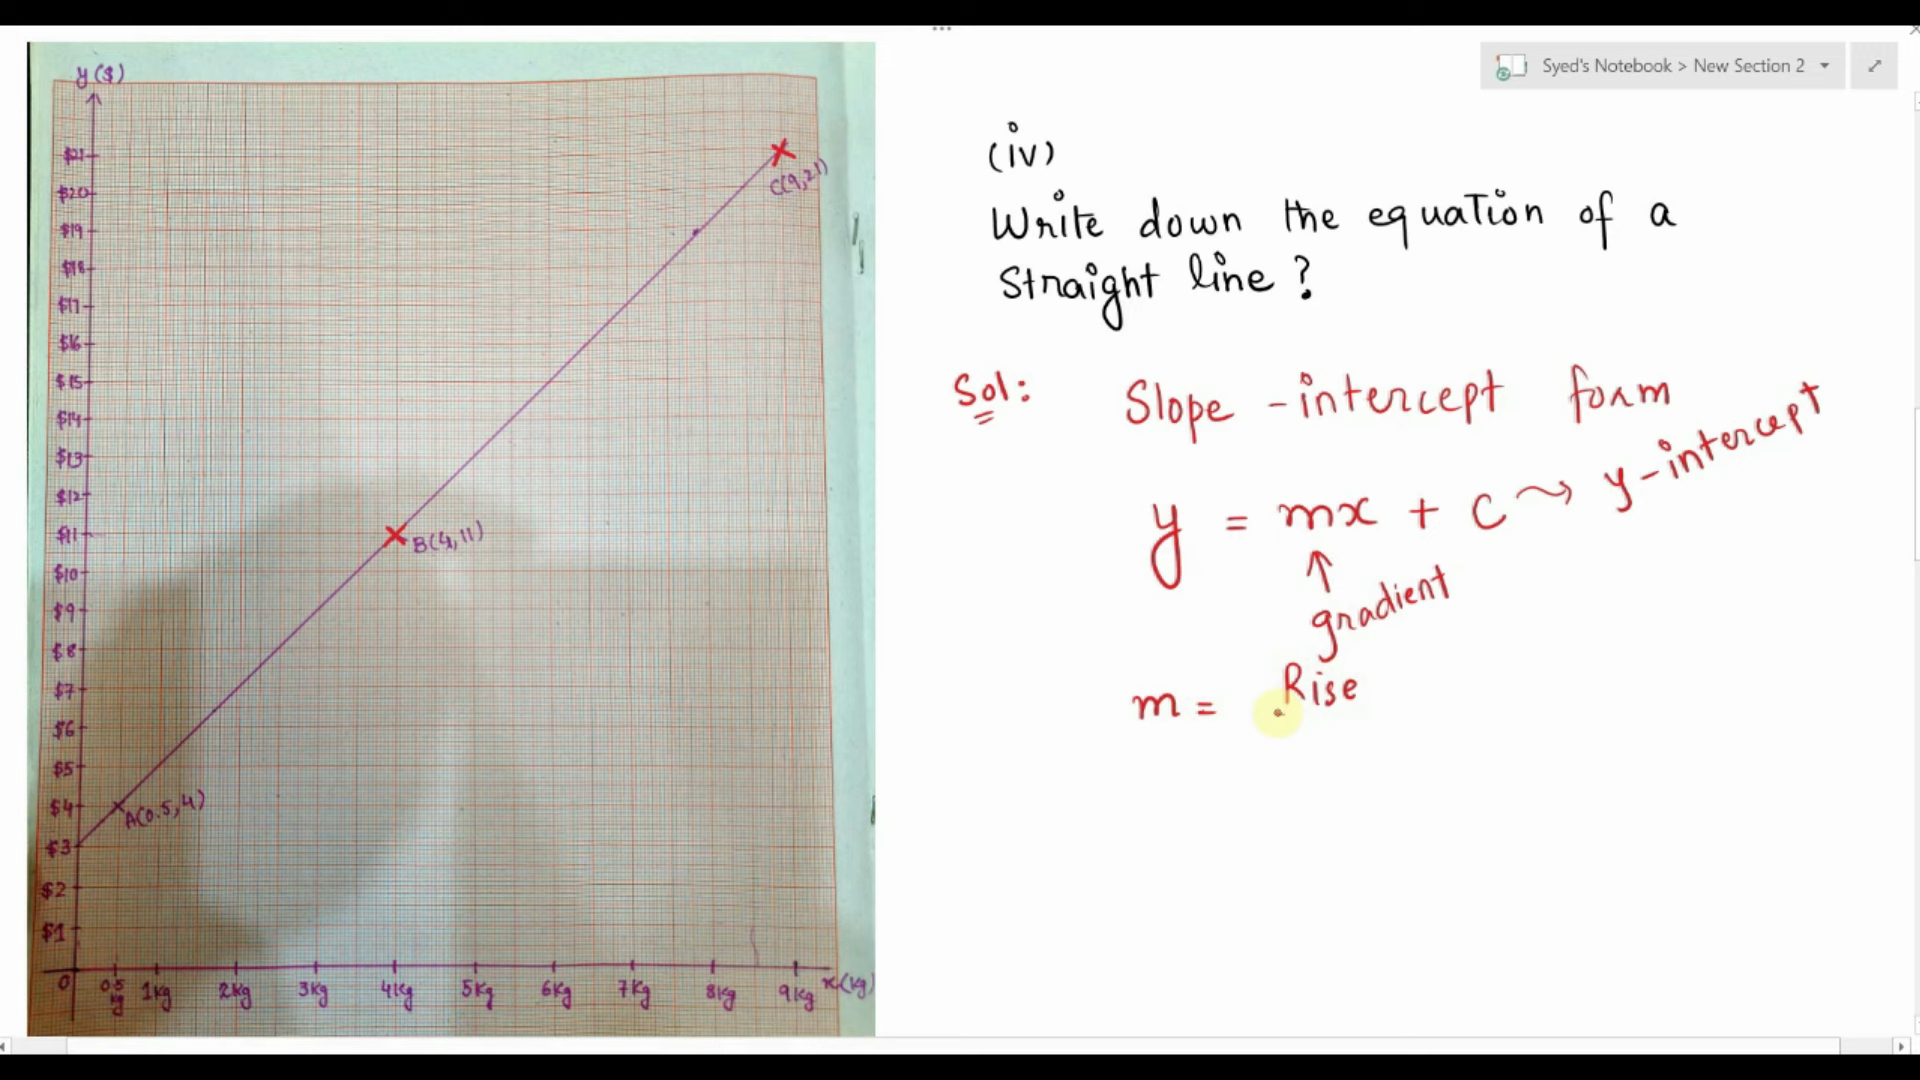 y($)
$21
$20
$19
$18
$17
$16
$15
$14
$13
$12
$11
$10
$9
$8
$7
$6
$5
$4
$3
$2
$1
C(9,21)
B(4,11)
A(0.5,4)
0 0.5 kg 1kg 2kg 3kg 4kg 5kg 6kg 7kg 8kg 9kg x(kg)
Syed's Notebook > New Section 2
(iv)
Write down the equation of a
Straight line ?
Sol: Slope - intercept form
y = mx + c y-intercept
gradient
m = Rise